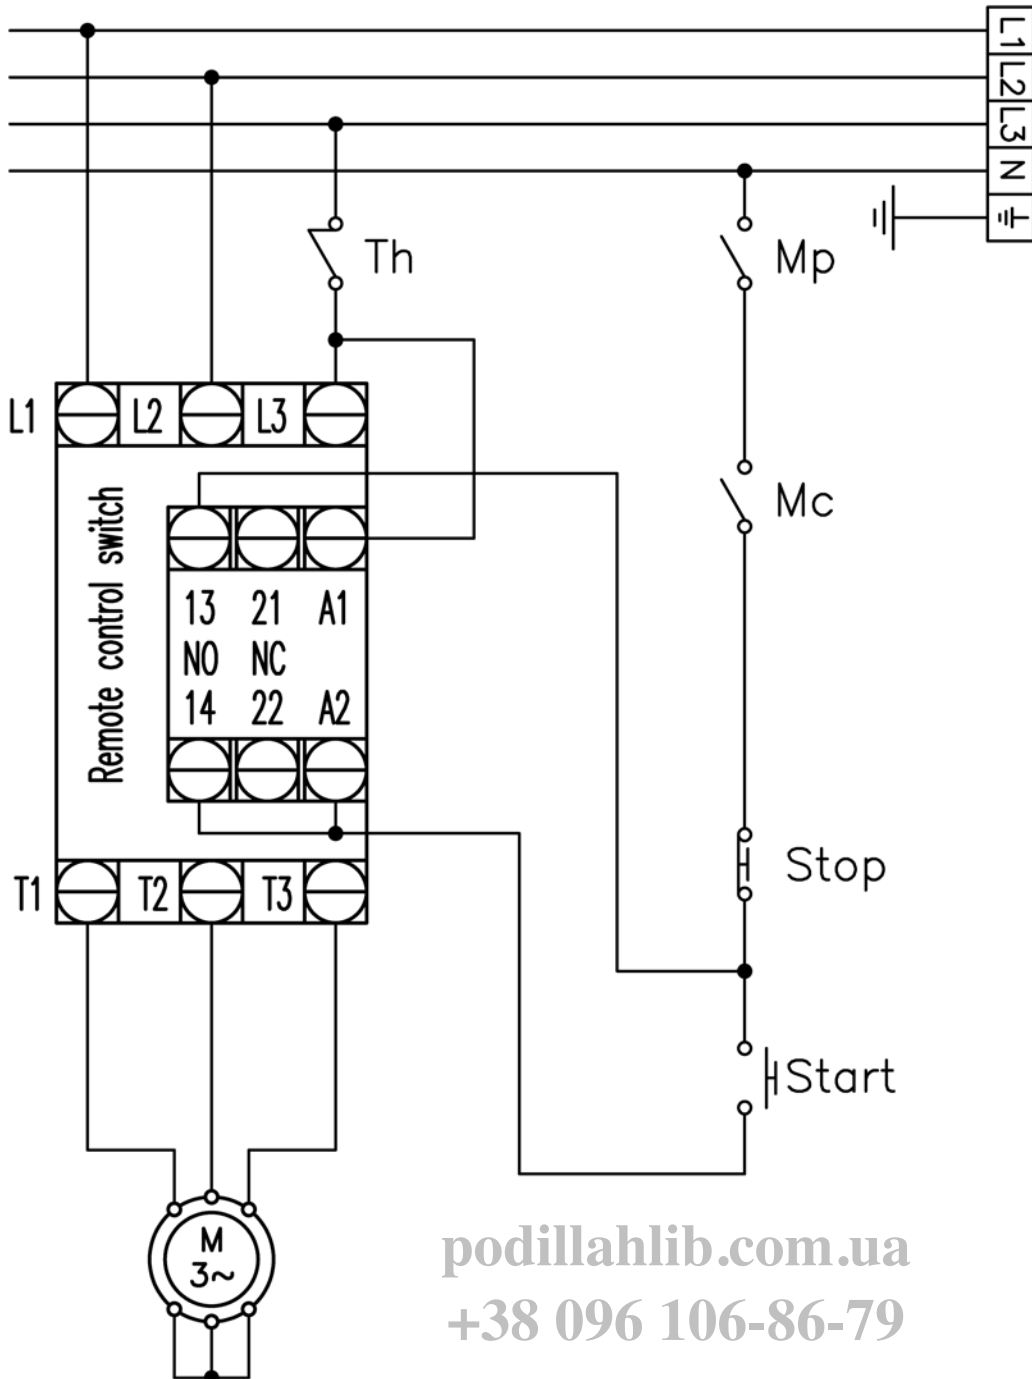 L1
L2
L3
N
Th
Mp
L1 L2 L3
Mc
Remote control switch
13 21 A1
NO NC
14 22 A2
Stop
T1 T2 T3
Start
M
3~
podillahlib.com.ua
+38 096 106-86-79